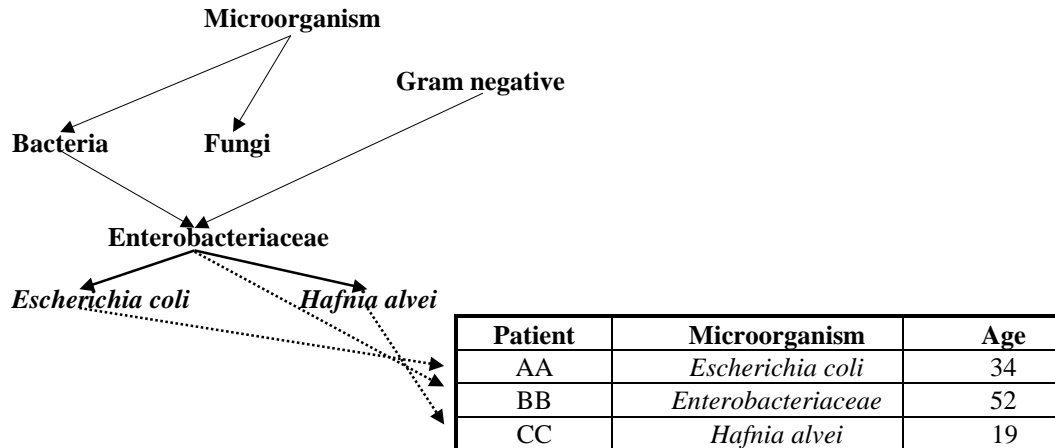 Microorganism
Gram negative
Bacteria Fungi
Enterobacteriaceae
Escherichia coli Hafnia alvei
Patient Microorganism Age
AA Escherichia coli 34
BB Enterobacteriaceae 52
CC Hafnia alvei 19